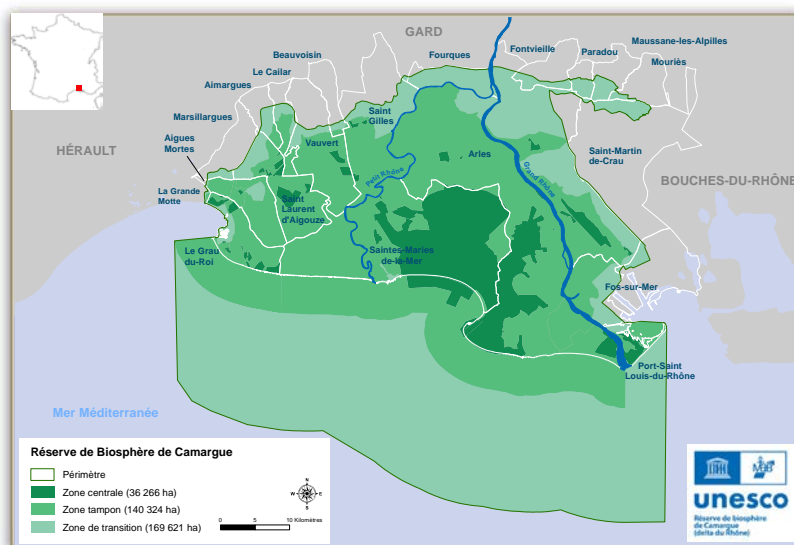 GARD
Maussane-les-Alpilles
Beauvoisin
Fourques
Fontvieille
Paradou
Mouriès
Le Cailar
Aimargues
Marsillargues
Saint
Gilles
Aigues
Mortes
Vauvert
HÉRAULT
Arles
Saint-Martin
de-Crau
Petit Rhône
Grand Rhône
BOUCHES-DU-RHÔNE
La Grande
Motte
Saint
Laurent
d'Aigouze
Le Grau
du-Roi
Saintes-Maries
de-la-Mer
Fos-sur-Mer
Port-Saint
Louis-du-Rhône
Mer Méditerranée
Réserve de Biosphère de Camargue
Périmètre
Zone centrale (36 266 ha)
Zone tampon (140 324 ha)
Zone de transition (169 621 ha)
N
W
E
S
0 5 10 Kilomètres
MAB
unesco
Réserve de biosphère
de Camargue
(delta du Rhône)